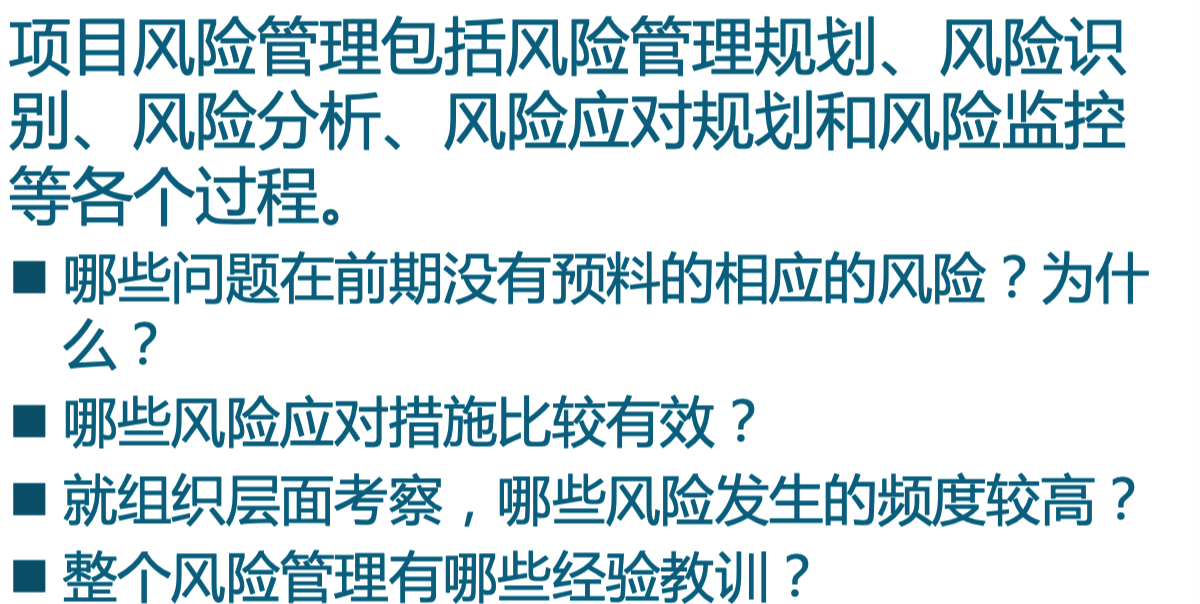 项目风险管理包括风险管理规划、风险识
别、风险分析、风险应对规划和风险监控
等各个过程。
■ 哪些问题在前期没有预料的相应的风险？为什
么？
■ 哪些风险应对措施比较有效？
■ 就组织层面考察，哪些风险发生的频度较高？
■ 整个风险管理有哪些经验教训？